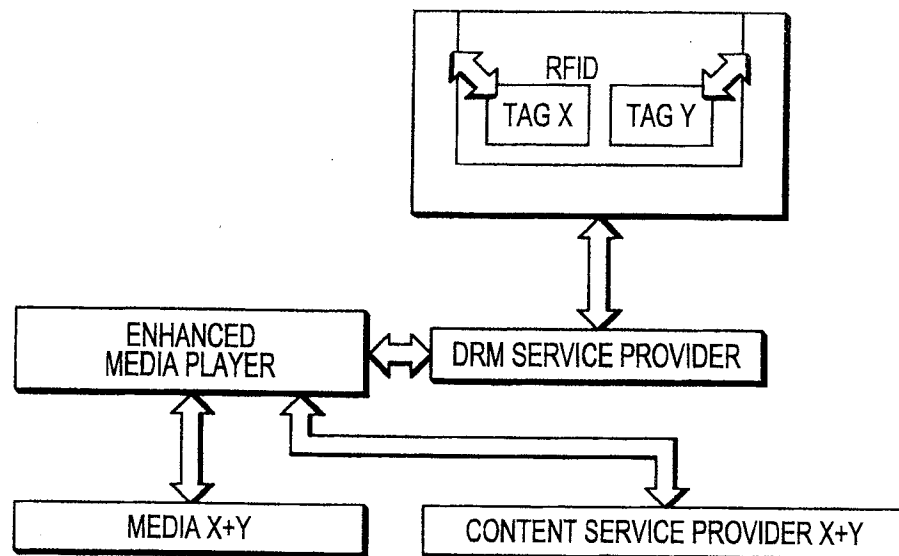 RFID
TAG X
TAG Y
ENHANCED
MEDIA PLAYER
DRM SERVICE PROVIDER
MEDIA X+Y
CONTENT SERVICE PROVIDER X+Y